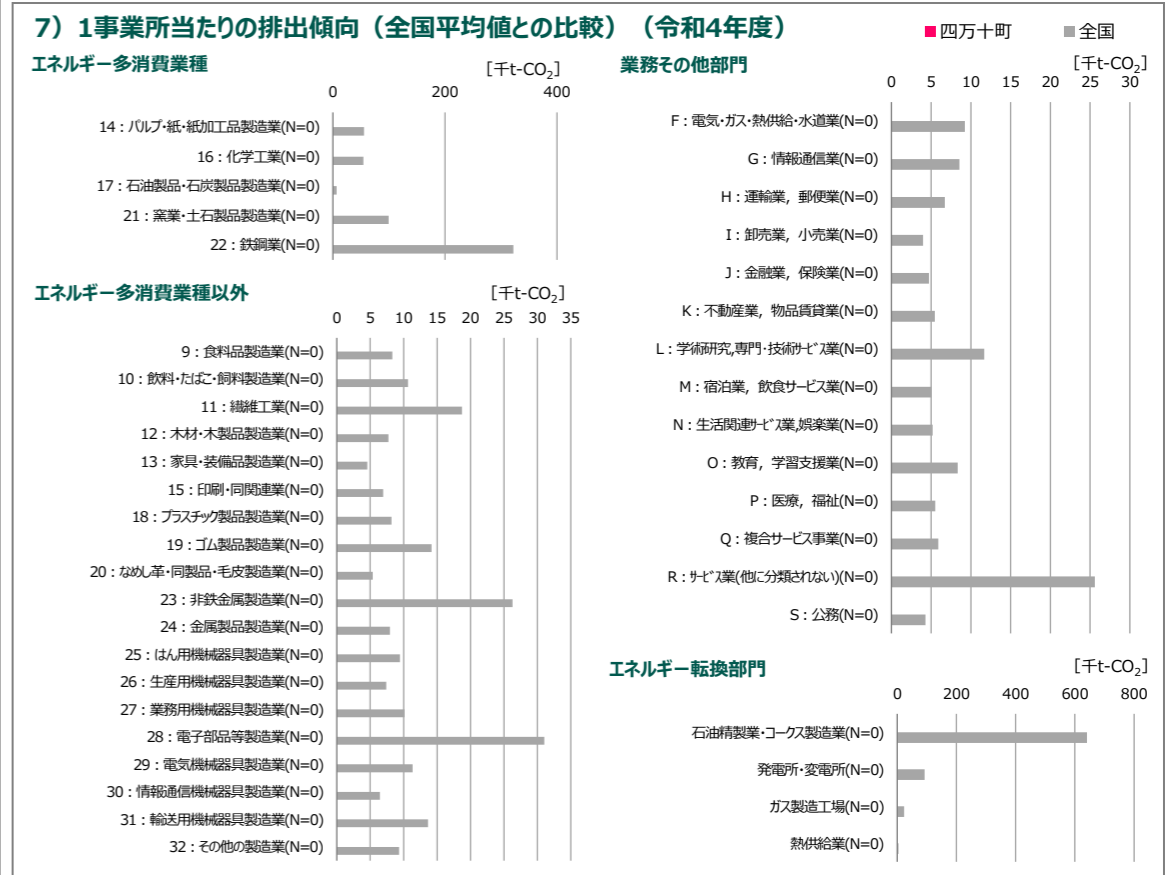 7）1事業所当たりの排出傾向（全国平均値との比較）（令和4年度）
■四万十町 ■全国
エネルギー多消費業種
[千t-CO2]
0 200 400
14：パルプ・紙・紙加工品製造業(N=0)
16：化学工業(N=0)
17：石油製品・石炭製品製造業(N=0)
21：窯業・土石製品製造業(N=0)
22：鉄鋼業(N=0)
エネルギー多消費業種以外
[千t-CO2]
0 5 10 15 20 25 30 35
9：食料品製造業(N=0)
10：飲料・たばこ・飼料製造業(N=0)
11：繊維工業(N=0)
12：木材・木製品製造業(N=0)
13：家具・装備品製造業(N=0)
15：印刷・同関連業(N=0)
18：プラスチック製品製造業(N=0)
19：ゴム製品製造業(N=0)
20：なめし革・同製品・毛皮製造業(N=0)
23：非鉄金属製造業(N=0)
24：金属製品製造業(N=0)
25：はん用機械器具製造業(N=0)
26：生産用機械器具製造業(N=0)
27：業務用機械器具製造業(N=0)
28：電子部品等製造業(N=0)
29：電気機械器具製造業(N=0)
30：情報通信機械器具製造業(N=0)
31：輸送用機械器具製造業(N=0)
32：その他の製造業(N=0)
業務その他部門
[千t-CO2]
0 5 10 15 20 25 30
F：電気・ガス・熱供給・水道業(N=0)
G：情報通信業(N=0)
H：運輸業，郵便業(N=0)
I：卸売業，小売業(N=0)
J：金融業，保険業(N=0)
K：不動産業，物品賃貸業(N=0)
L：学術研究,専門・技術ｻｰﾋﾞｽ業(N=0)
M：宿泊業，飲食サービス業(N=0)
N：生活関連ｻｰﾋﾞｽ業,娯楽業(N=0)
O：教育，学習支援業(N=0)
P：医療，福祉(N=0)
Q：複合サービス事業(N=0)
R：ｻｰﾋﾞｽ業(他に分類されない)(N=0)
S：公務(N=0)
エネルギー転換部門
[千t-CO2]
0 200 400 600 800
石油精製業・コークス製造業(N=0)
発電所・変電所(N=0)
ガス製造工場(N=0)
熱供給業(N=0)